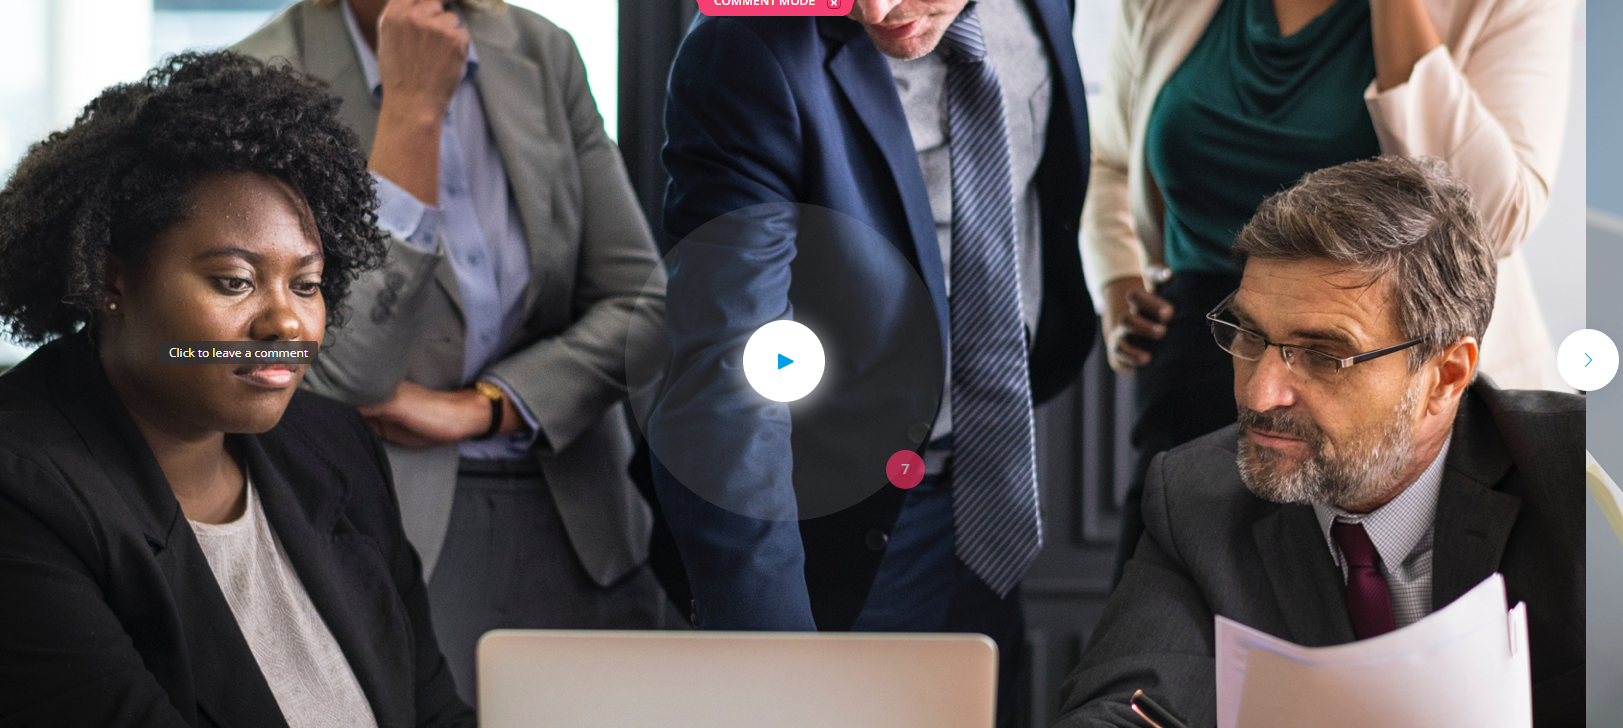 COMMENT MODE x
Click to leave a comment
7